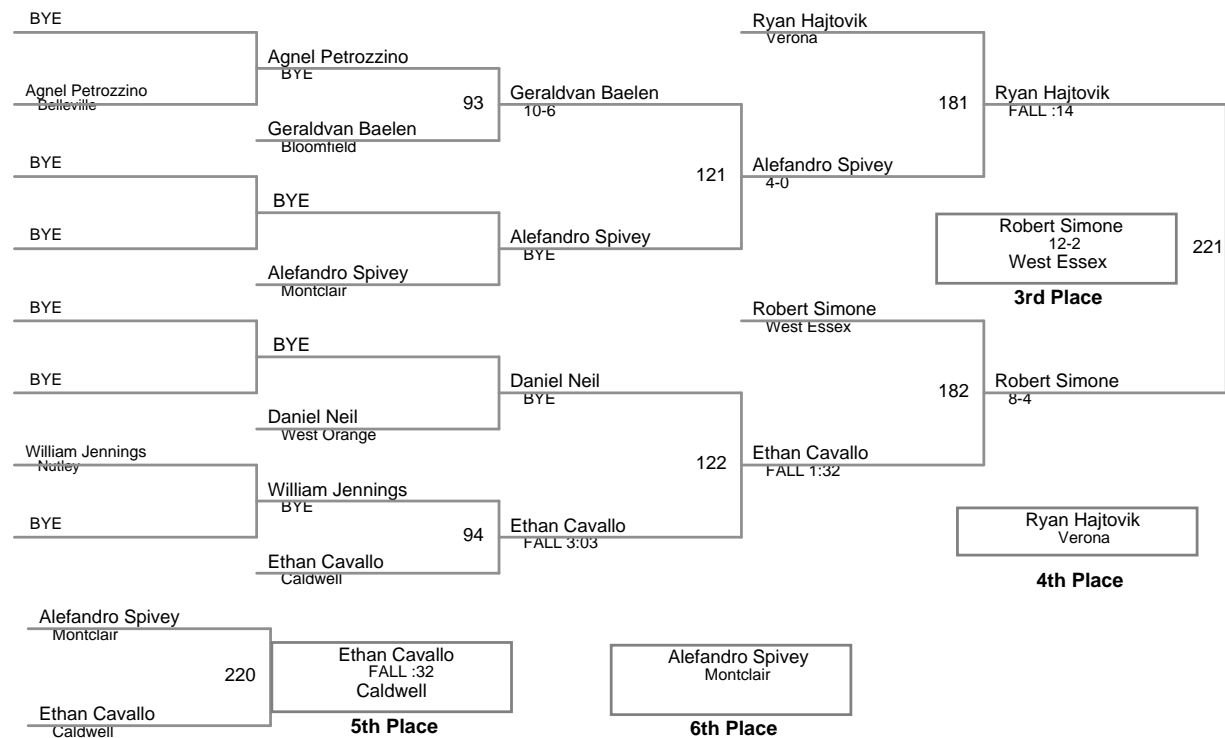 BYE
Agnel Petrozzino
Belleville
BYE
BYE
BYE
BYE
William Jennings
Nutley
BYE
Agnel Petrozzino
BYE
93
Geraldvan Baelen
Bloomfield
BYE
Alefandro Spivey
Montclair
BYE
Daniel Neil
West Orange
William Jennings
BYE
94
Ethan Cavallo
Caldwell
Geraldvan Baelen
10-6
121
Alefandro Spivey
BYE
Daniel Neil
BYE
122
Ethan Cavallo
FALL 3:03
Ryan Hajtovik
Verona
181
Alefandro Spivey
4-0
Robert Simone
West Essex
182
Ethan Cavallo
FALL 1:32
Ryan Hajtovik
FALL :14
Robert Simone
12-2
West Essex
221
3rd Place
Robert Simone
8-4
Ryan Hajtovik
Verona
4th Place
Alefandro Spivey
Montclair
220
Ethan Cavallo
Caldwell
Ethan Cavallo
FALL :32
Caldwell
5th Place
Alefandro Spivey
Montclair
6th Place